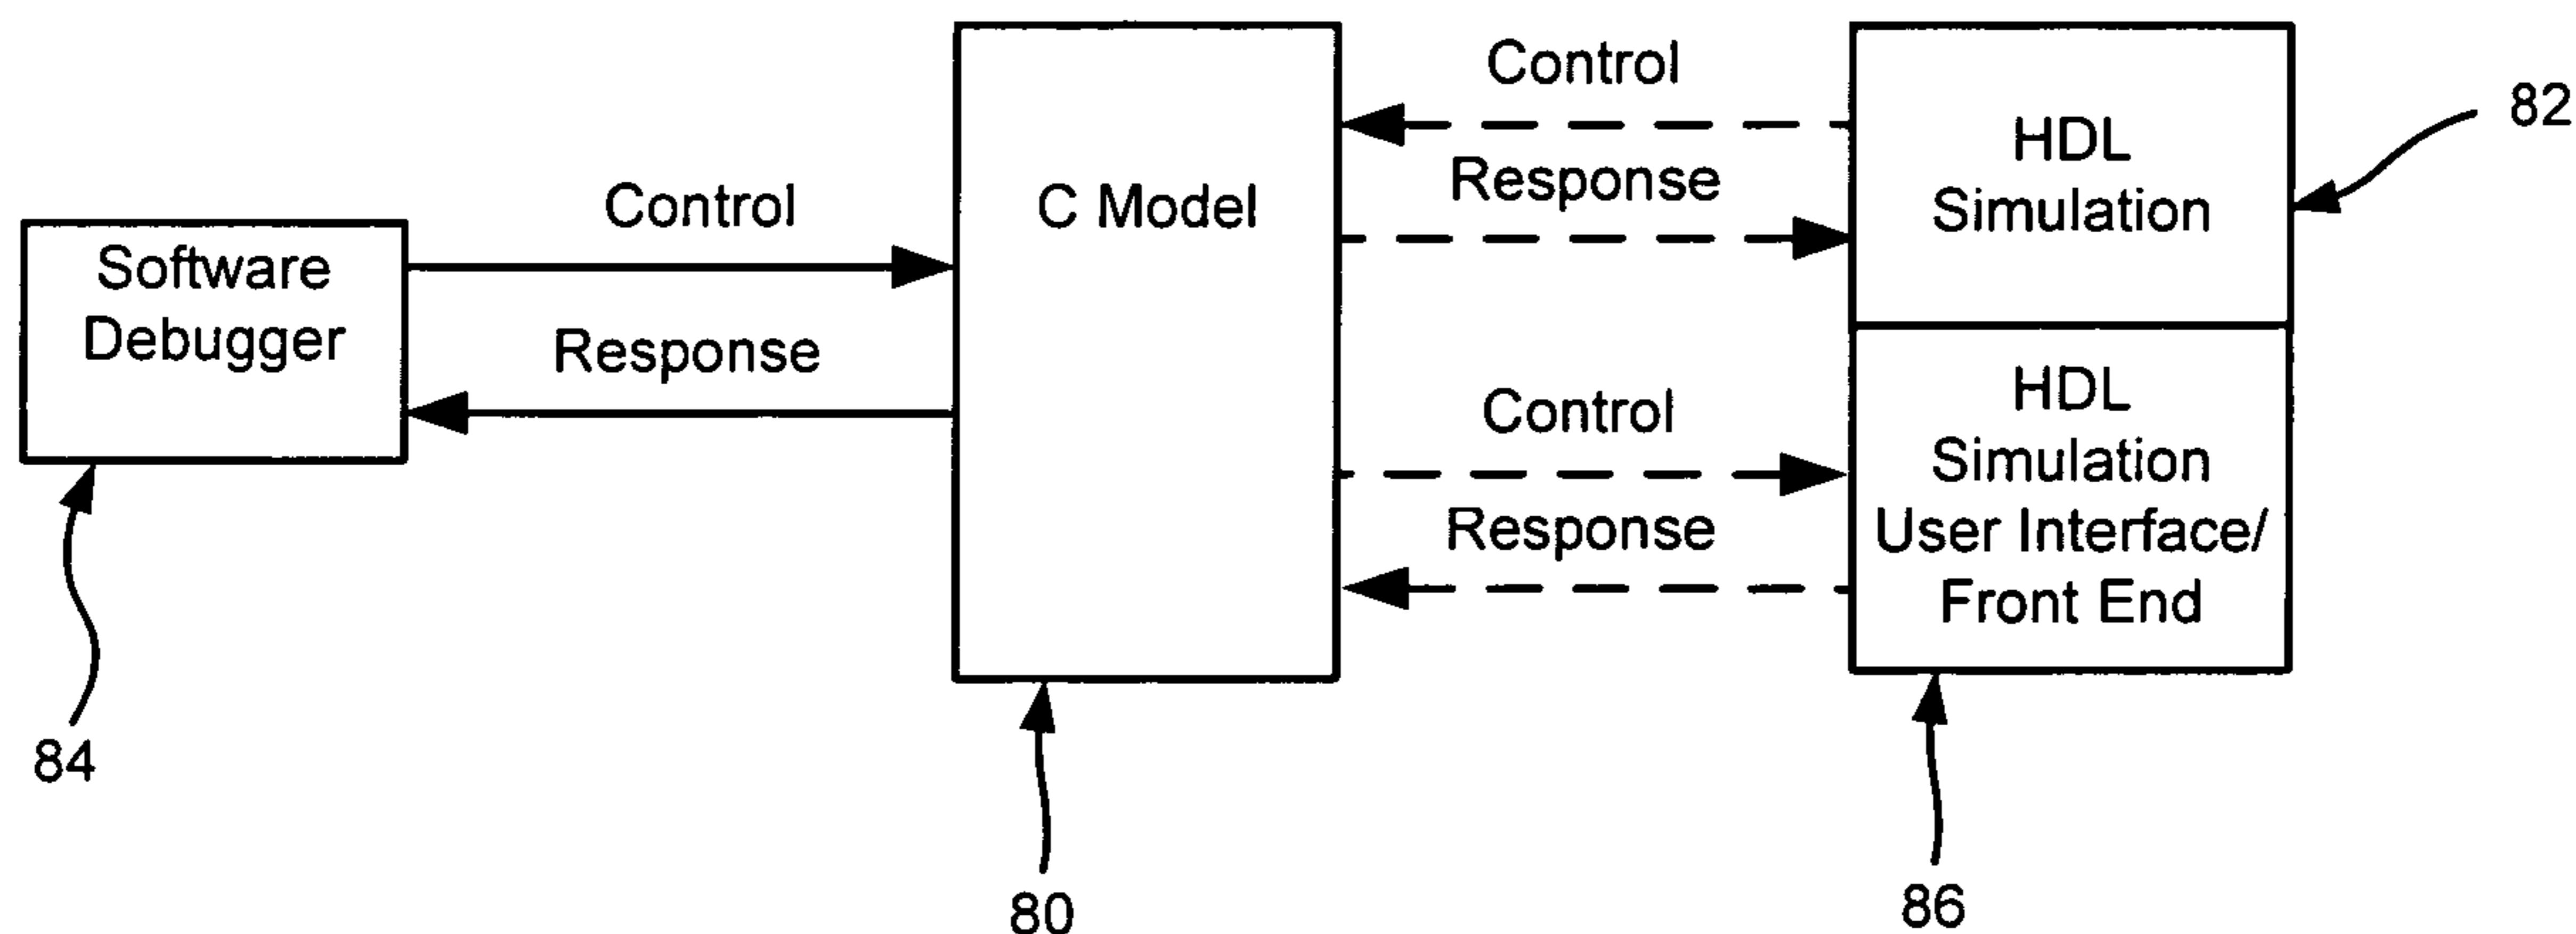 Software
Debugger
84
Control
Response
C Model
80
Control
Response
Control
Response
HDL
Simulation
82
HDL
Simulation
User Interface/
Front End
86